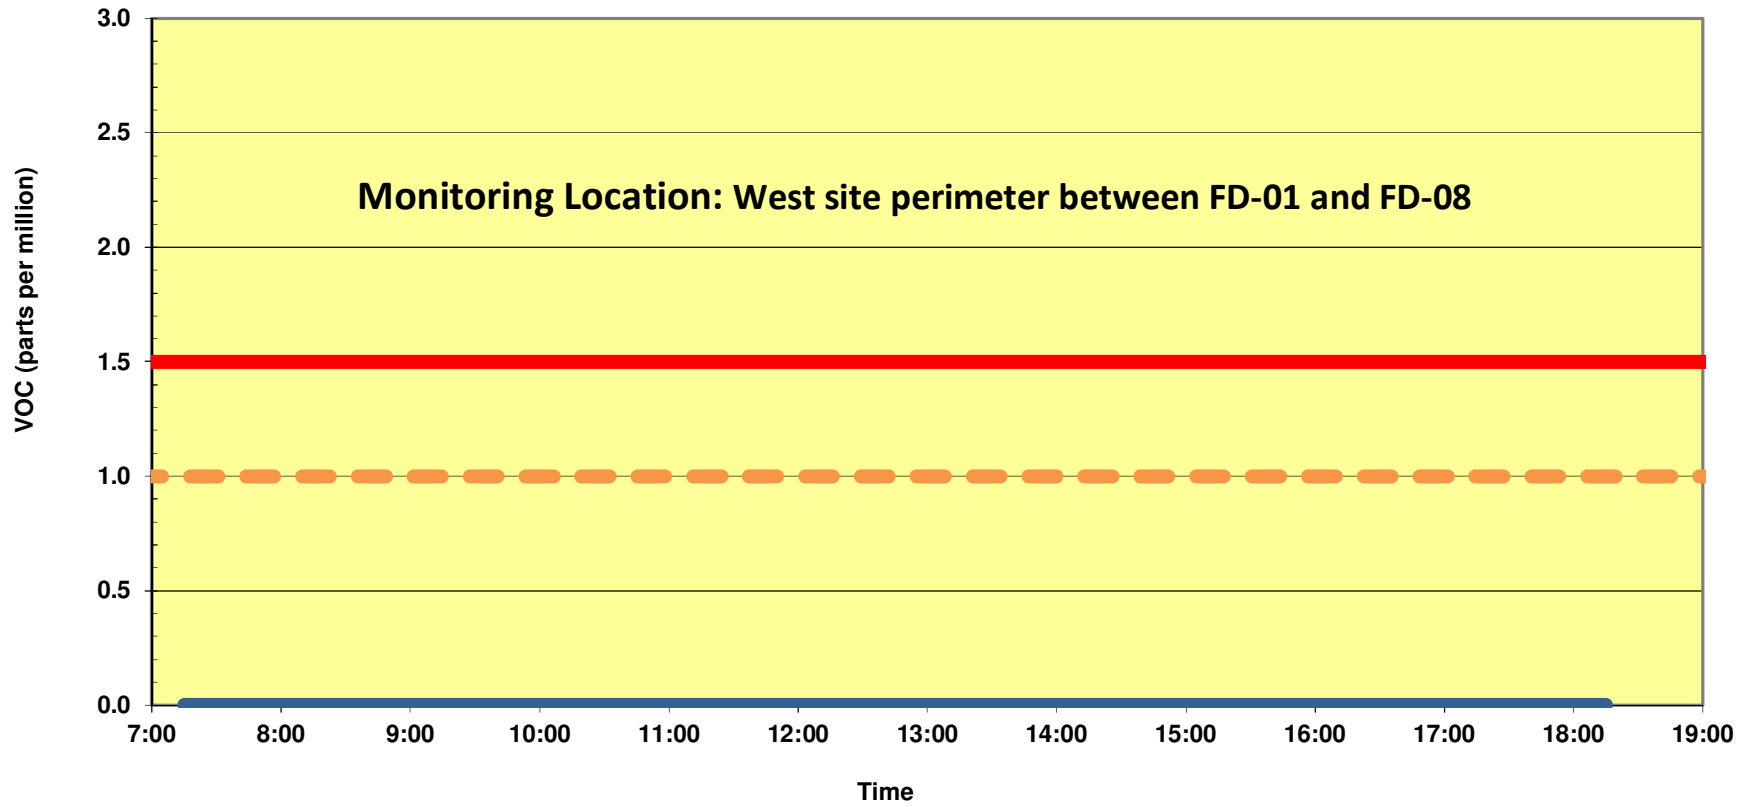 3.0
2.5
Monitoring Location: West site perimeter between FD-01 and FD-08
2.0
1.5
1.0
0.5
0.0
VOC (parts per million)
7:00 8:00 9:00 10:00 11:00 12:00 13:00 14:00 15:00 16:00 17:00 18:00 19:00
Time